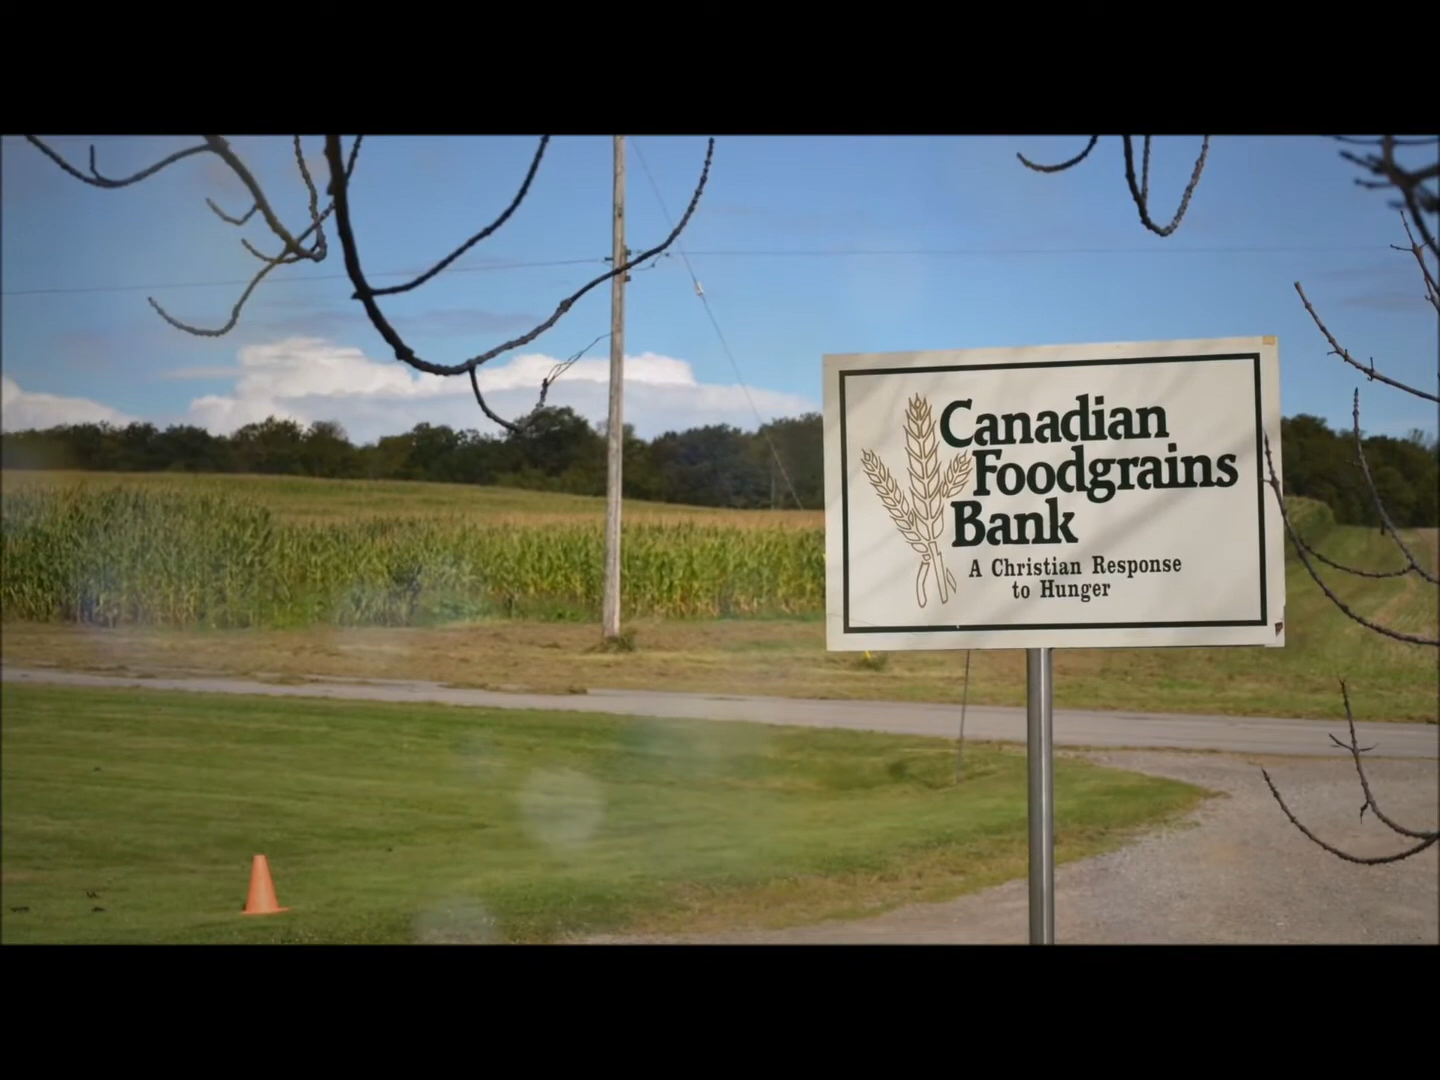 Canadian
Foodgrains
Bank
A Christian Response
to Hunger